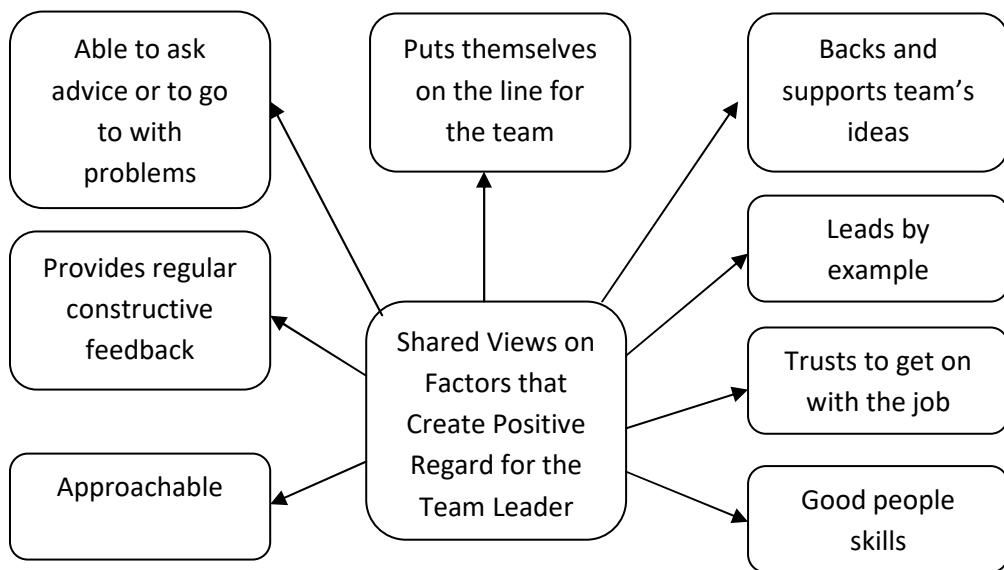 Able to ask
advice or to go
to with
problems
Puts themselves
on the line for
the team
Backs and
supports team’s
ideas
Provides regular
constructive
feedback
Leads by
example
Shared Views on
Factors that
Create Positive
Regard for the
Team Leader
Trusts to get on
with the job
Approachable
Good people
skills